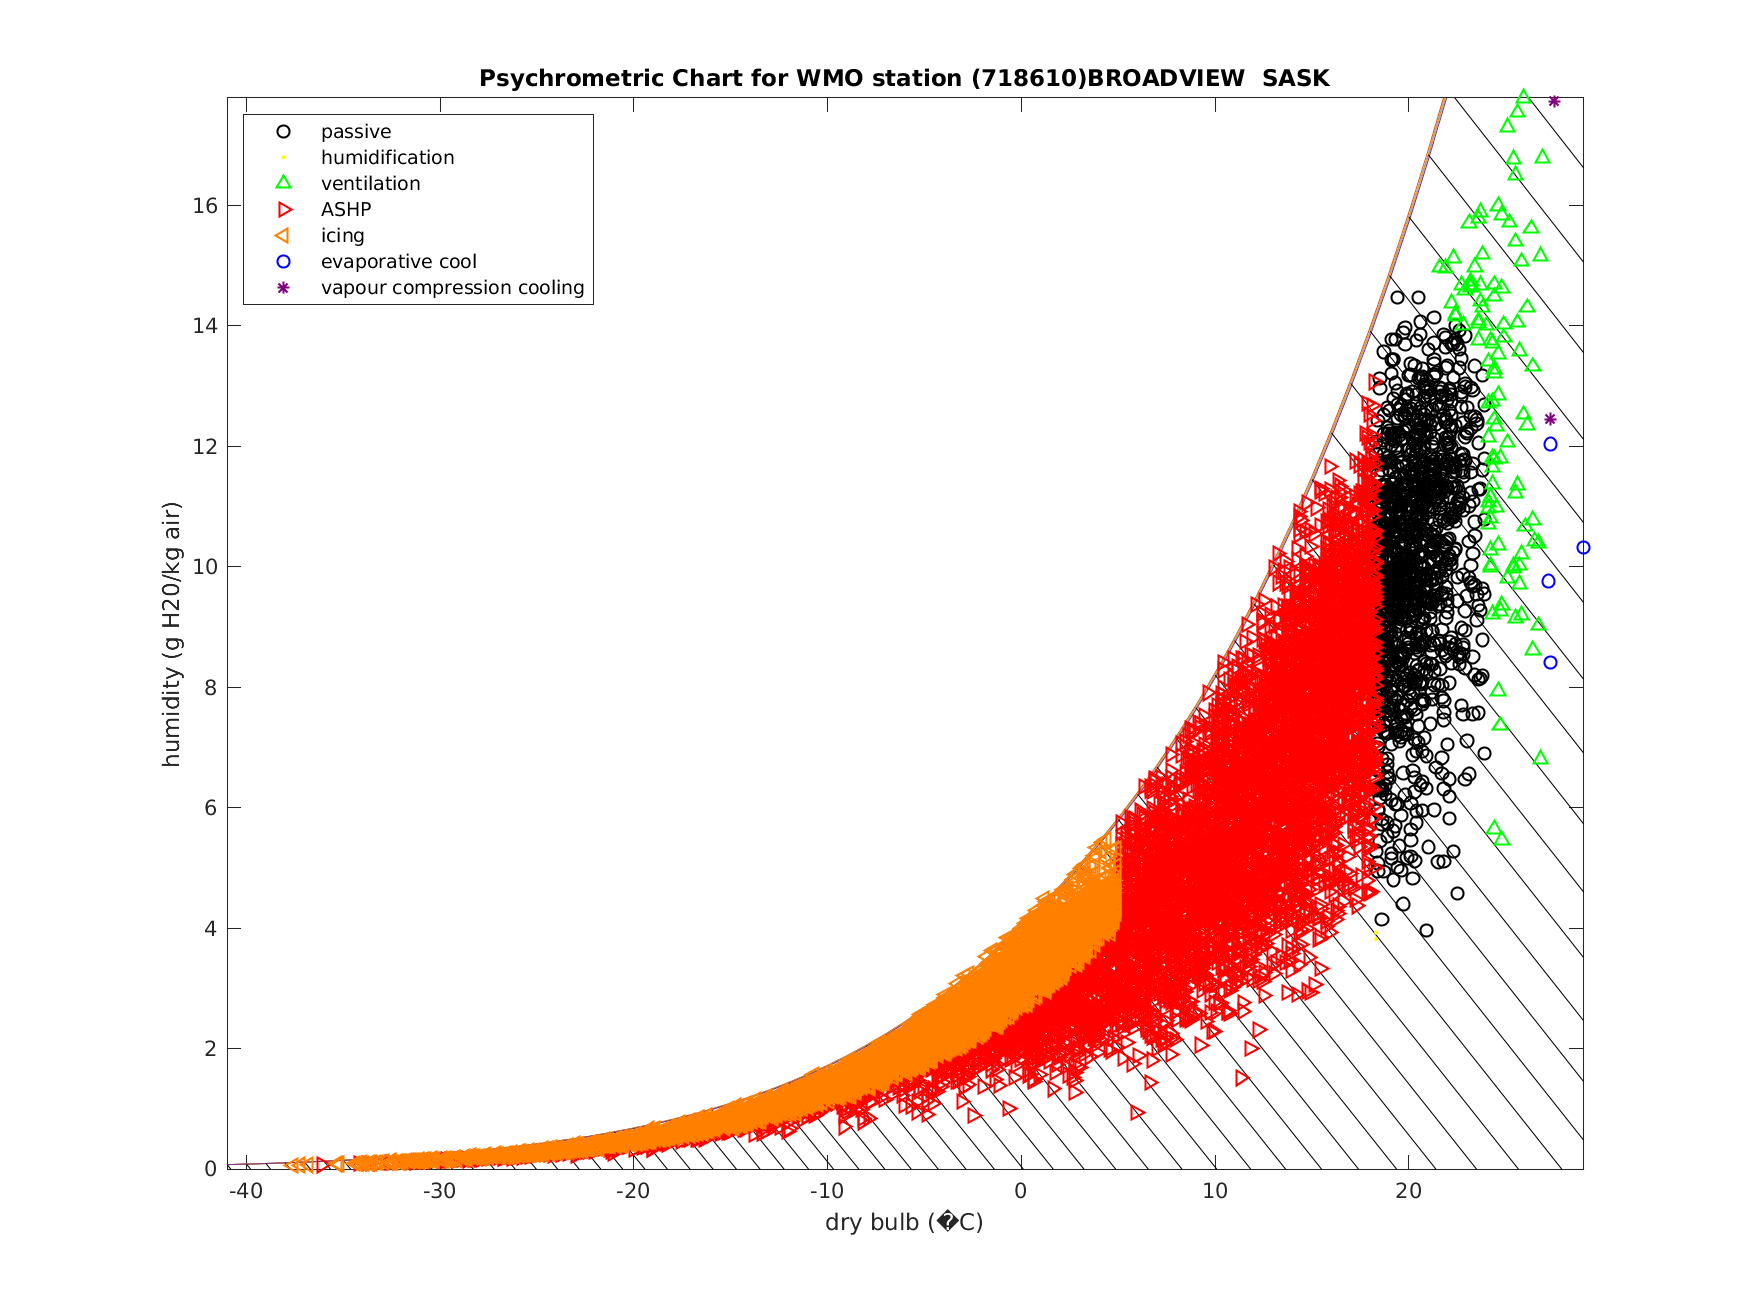 Psychrometric Chart for WMO station (718610)BROADVIEW  SASK
passive
humidification
ventilation
ASHP
icing
evaporative cool
vapour compression cooling
16
14
12
10
8
6
4
2
0
humidity (g H20/kg air)
-40 -30 -20 -10 0 10 20
dry bulb (�C)